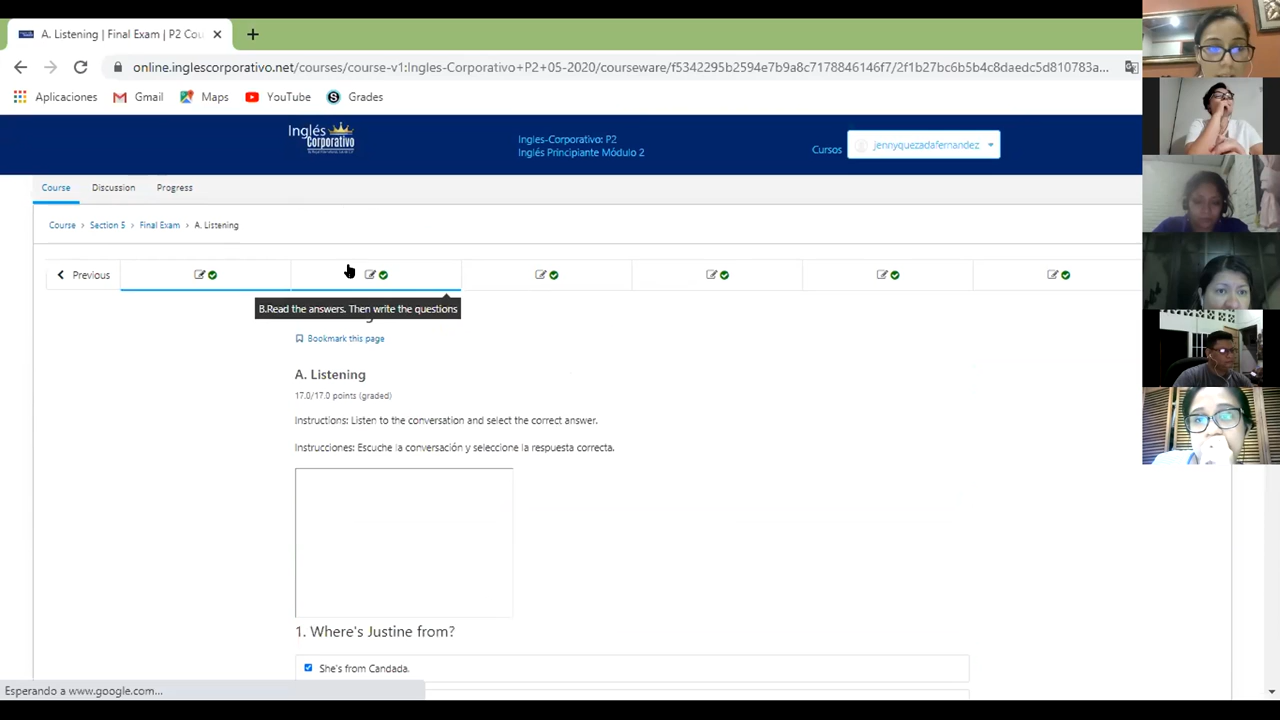 A. Listening | Final Exam | P2 Cou
online.inglescorporativo.net/courses/course-v1:Ingles-Corporativo+P2+05-2020/courseware/f5342295b2594e7b9a8c7178846146f7/2f1b27bc6b5b4c8daedc5d810783a...
Aplicaciones Gmail Maps YouTube Grades
Inglés Corporativo
Ingles-Corporativo: P2
Inglés Principiante Módulo 2
Cursos jennyquezadafernandez
Course Discussion Progress
Course > Section 5 > Final Exam > A. Listening
Previous
B.Read the answers. Then write the questions
Bookmark this page
A. Listening
17.0/17.0 points (graded)
Instructions: Listen to the conversation and select the correct answer.
Instrucciones: Escuche la conversación y seleccione la respuesta correcta.
1. Where's Justine from?
She's from Candada.
Esperando a www.google.com...